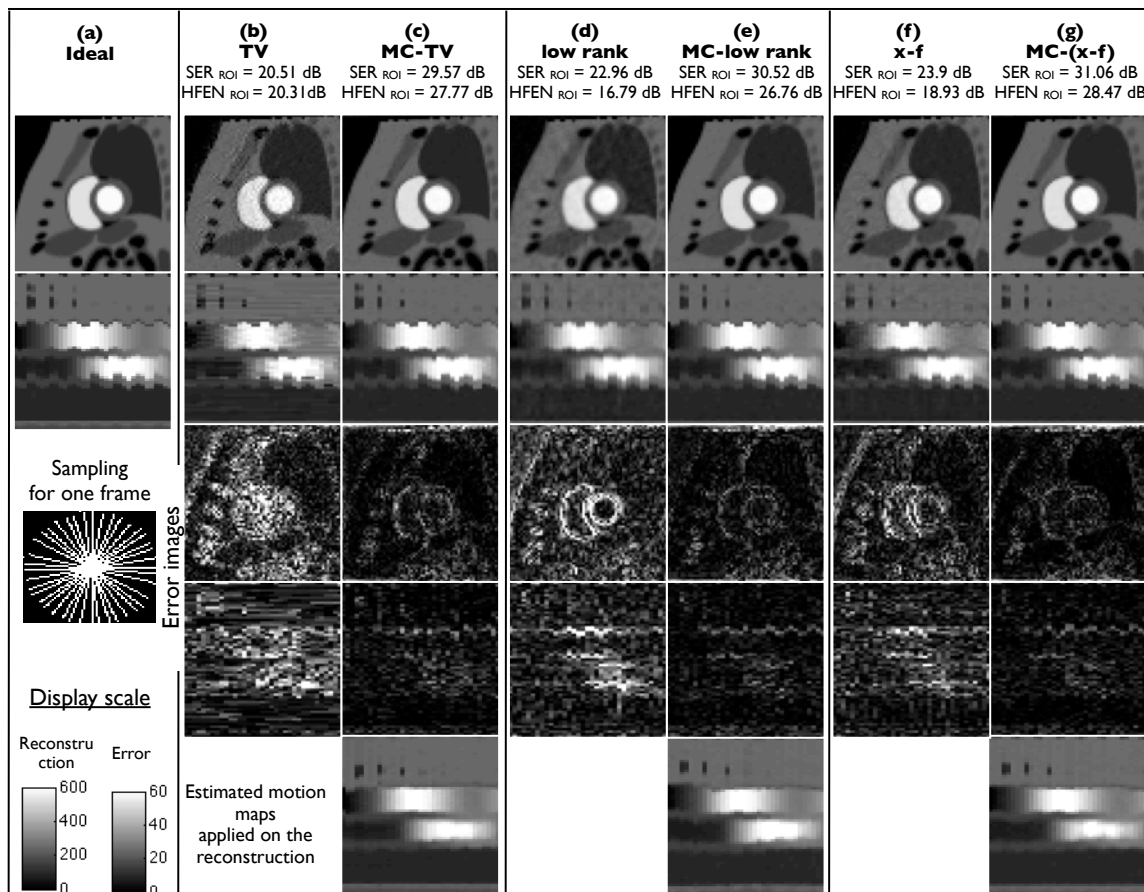 (a)
Ideal
(b)
TV
SER ROI = 20.51 dB
HFEN ROI = 20.31dB
(c)
MC-TV
SER ROI = 29.57 dB
HFEN ROI = 27.77 dB
(d)
low rank
SER ROI = 22.96 dB
HFEN ROI = 16.79 dB
(e)
MC-low rank
SER ROI = 30.52 dB
HFEN ROI = 26.76 dB
(f)
x-f
SER ROI = 23.9 dB
HFEN ROI = 18.93 dB
(g)
MC-(x-f)
SER ROI = 31.06 dB
HFEN ROI = 28.47 dB
Sampling
for one frame
Error images
Display scale
Reconstru
ction
Error
600
400
200
0
60
40
20
0
Estimated motion
maps
applied on the
reconstruction